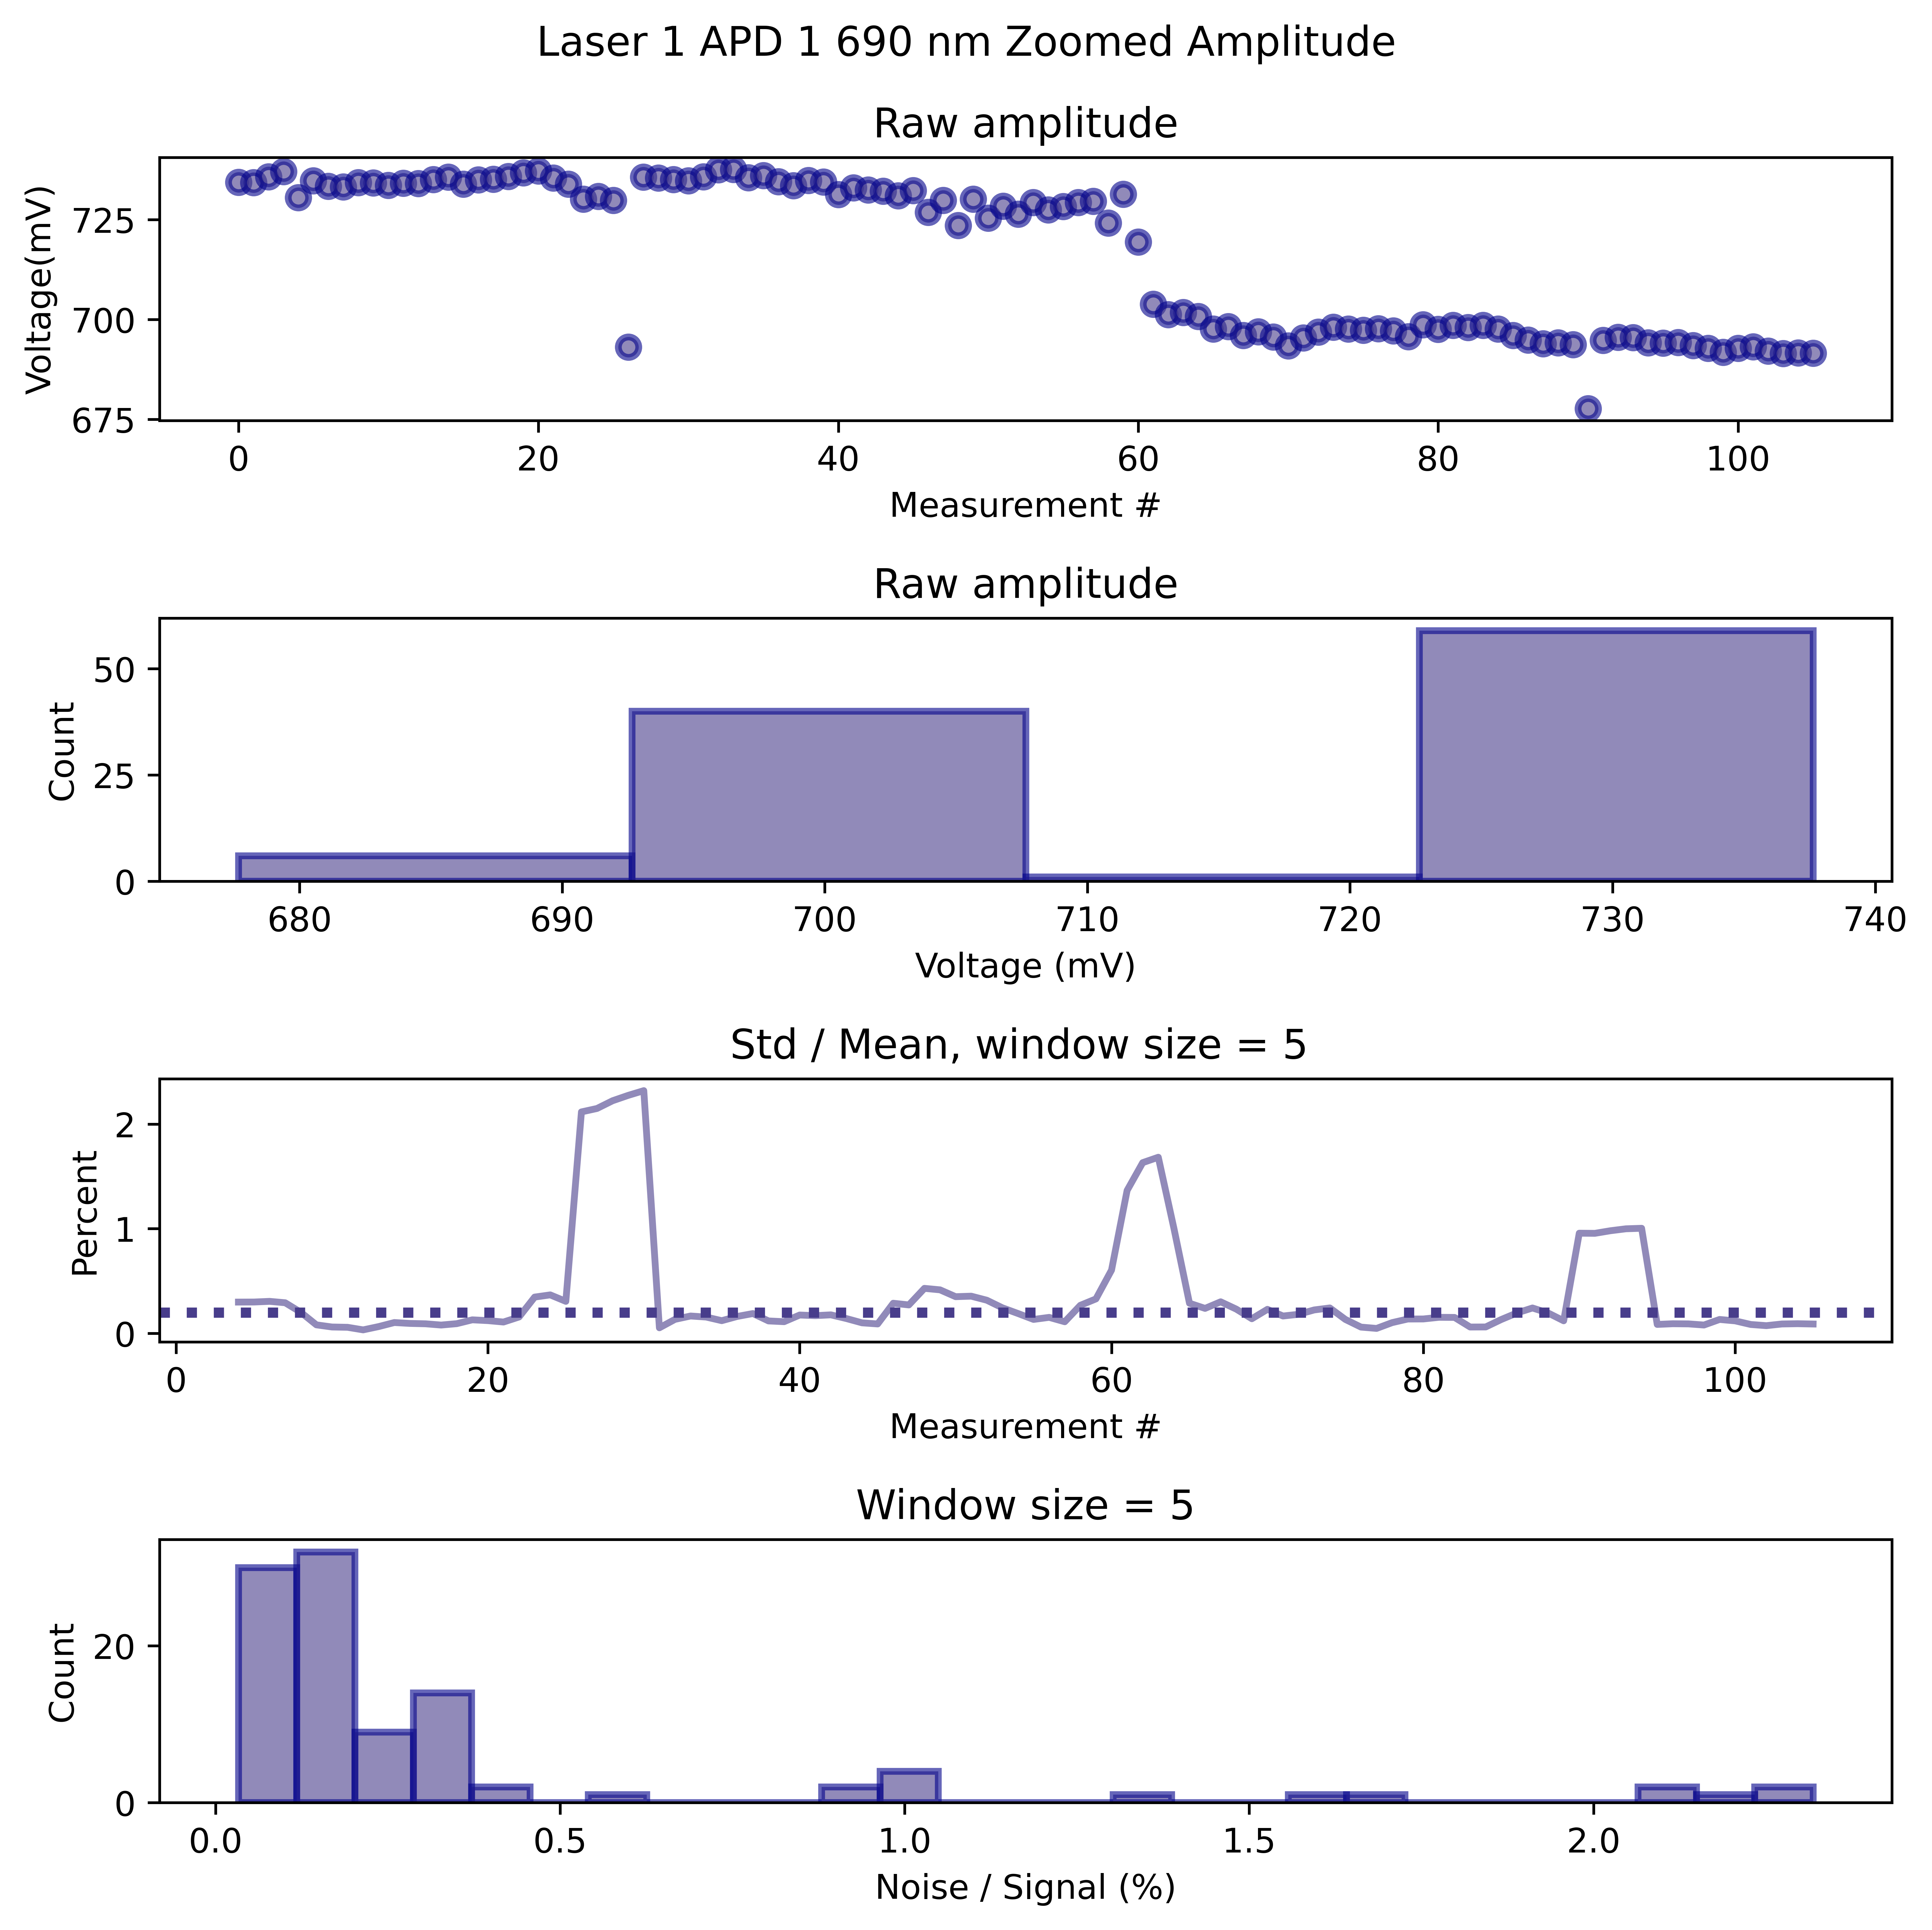 Laser 1 APD 1 690 nm Zoomed Amplitude
Raw amplitude
Voltage(mV)
725
700
675
0 20 40 60 80 100
Measurement #
Raw amplitude
Count
50
25
0
680 690 700 710 720 730 740
Voltage (mV)
Std / Mean, window size = 5
Percent
2
1
0
0 20 40 60 80 100
Measurement #
Window size = 5
Count
20
0
0.0 0.5 1.0 1.5 2.0
Noise / Signal (%)